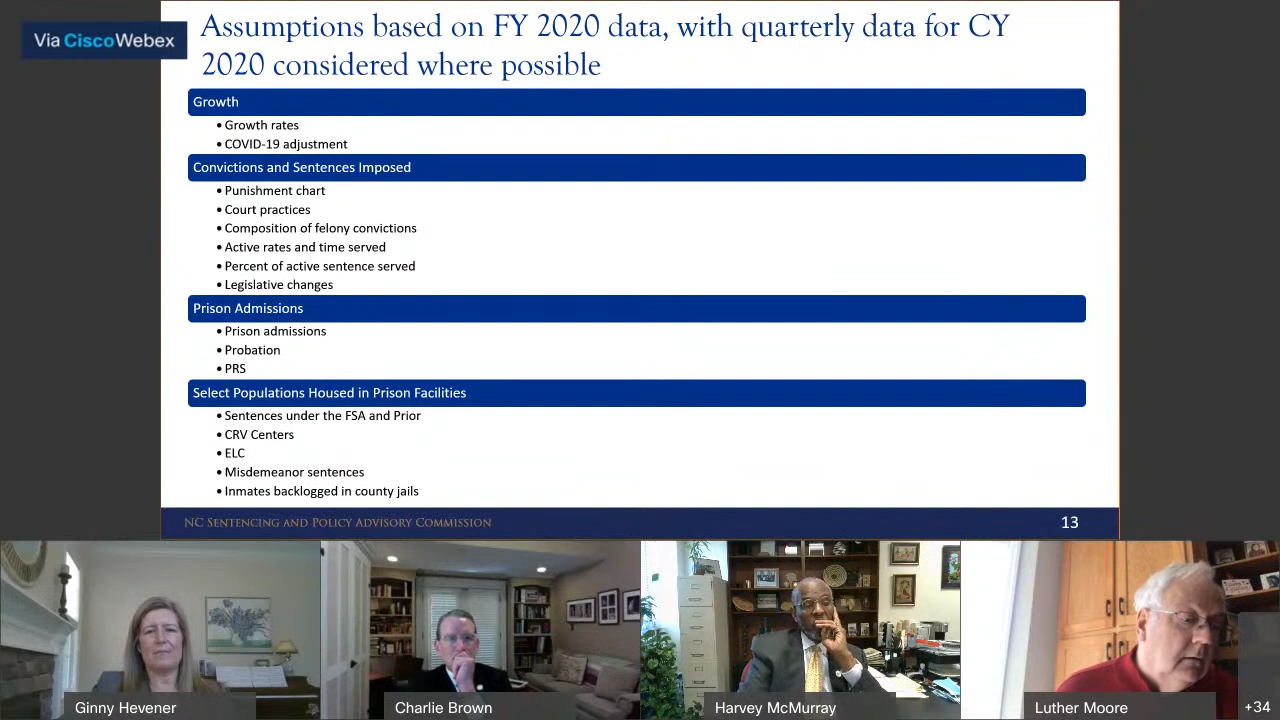 Via Cisco Webex
Assumptions based on FY 2020 data, with quarterly data for CY
2020 considered where possible
Growth
• Growth rates
• COVID-19 adjustment
Convictions and Sentences Imposed
• Punishment chart
• Court practices
• Composition of felony convictions
• Active rates and time served
• Percent of active sentence served
• Legislative changes
Prison Admissions
• Prison admissions
• Probation
• PRS
Select Populations Housed in Prison Facilities
• Sentences under the FSA and Prior
• CRV Centers
• ELC
• Misdemeanor sentences
• Inmates backlogged in county jails
NC Sentencing and Policy Advisory Commission
13
Ginny Hevener
Charlie Brown
Harvey McMurray
Luther Moore
+34